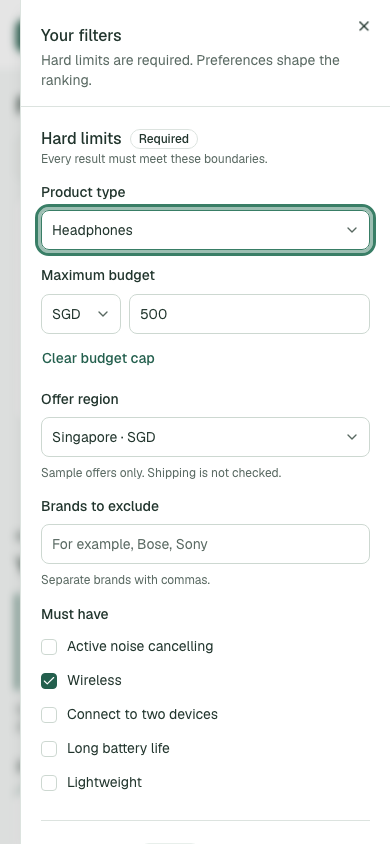 Your filters
Hard limits are required. Preferences shape the
ranking.
Hard limits Required
Every result must meet these boundaries.
Product type
Headphones
Maximum budget
SGD 500
Clear budget cap
Offer region
Singapore · SGD
Sample offers only. Shipping is not checked.
Brands to exclude
For example, Bose, Sony
Separate brands with commas.
Must have
Active noise cancelling
Wireless
Connect to two devices
Long battery life
Lightweight